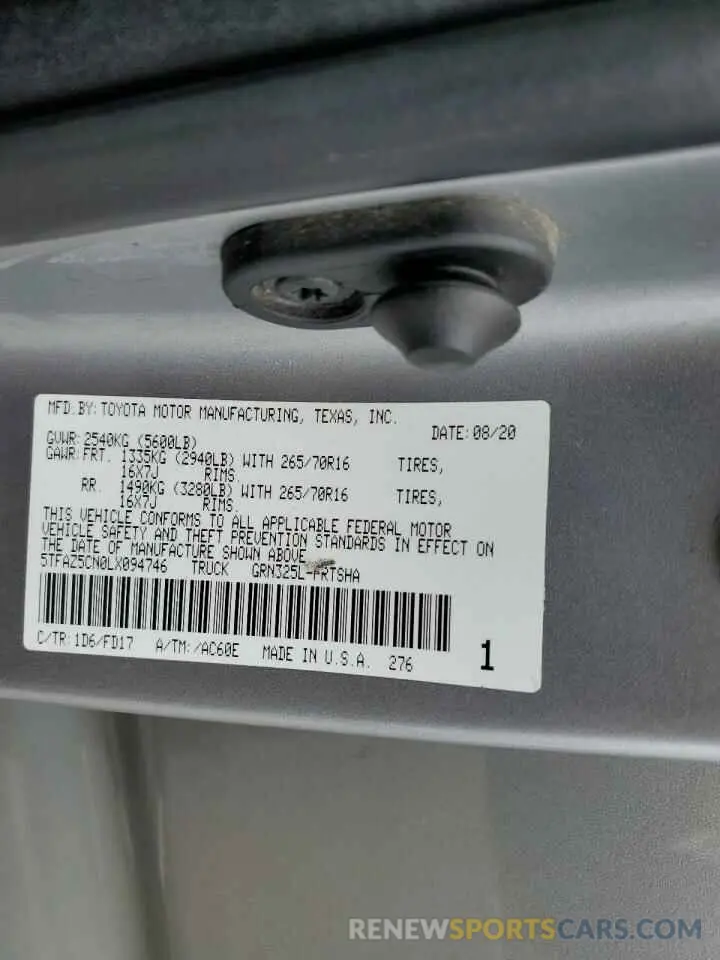 MFD. BY: TOYOTA MOTOR MANUFACTURING, TEXAS, INC.
DATE: 08/20
GVWR: 2540KG (5600LB)
GAWR: FRT. 1335KG (2940LB) WITH 265/70R16 TIRES,
16X7J RIMS.
RR. 1490KG (3280LB) WITH 265/70R16 TIRES,
16X7J RIMS.
THIS VEHICLE CONFORMS TO ALL APPLICABLE FEDERAL MOTOR
VEHICLE SAFETY AND THEFT PREVENTION STANDARDS IN EFFECT ON
THE DATE OF MANUFACTURE SHOWN ABOVE
5TFAZ5CN0LX094746 TRUCK GRN325L-PRTSHA
C/TR: 1D6/FD17 A/TM: /AC60E MADE IN U.S.A. 276
1
RENEWSPORTSCARS.COM